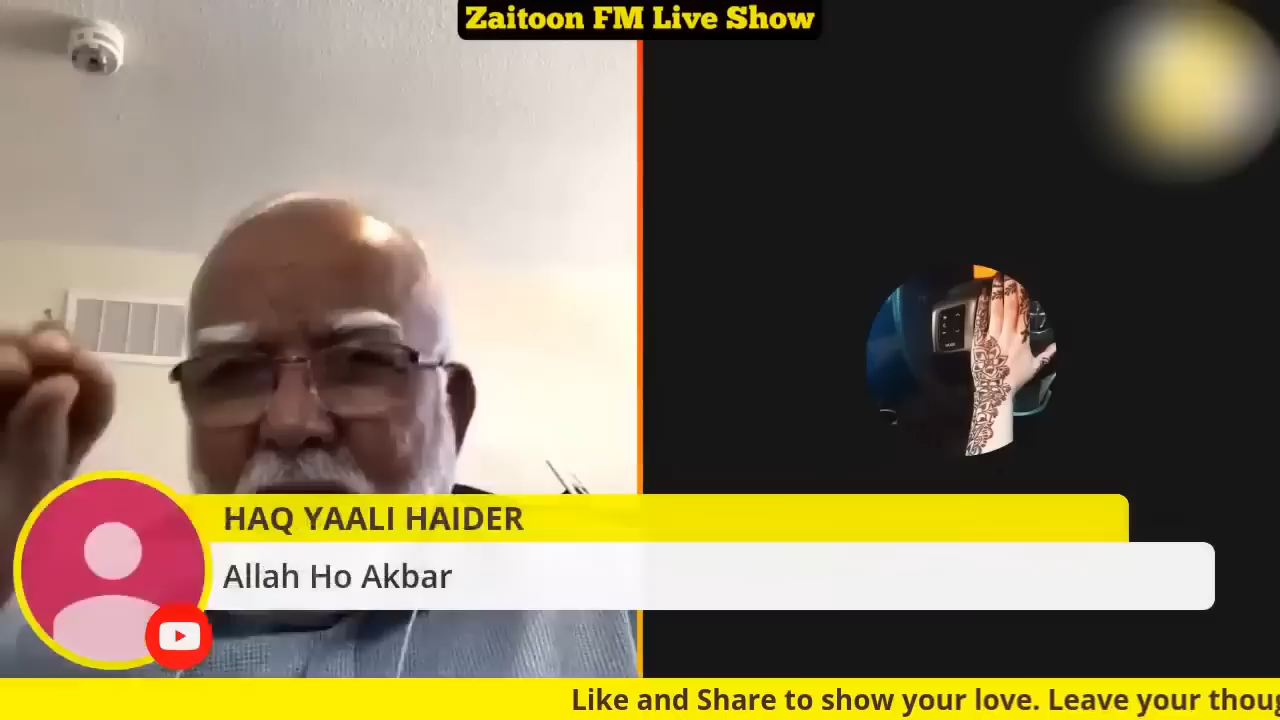 Zaitoon FM Live Show
HAQ YAALI HAIDER
Allah Ho Akbar
Like and Share to show your love. Leave your thoug